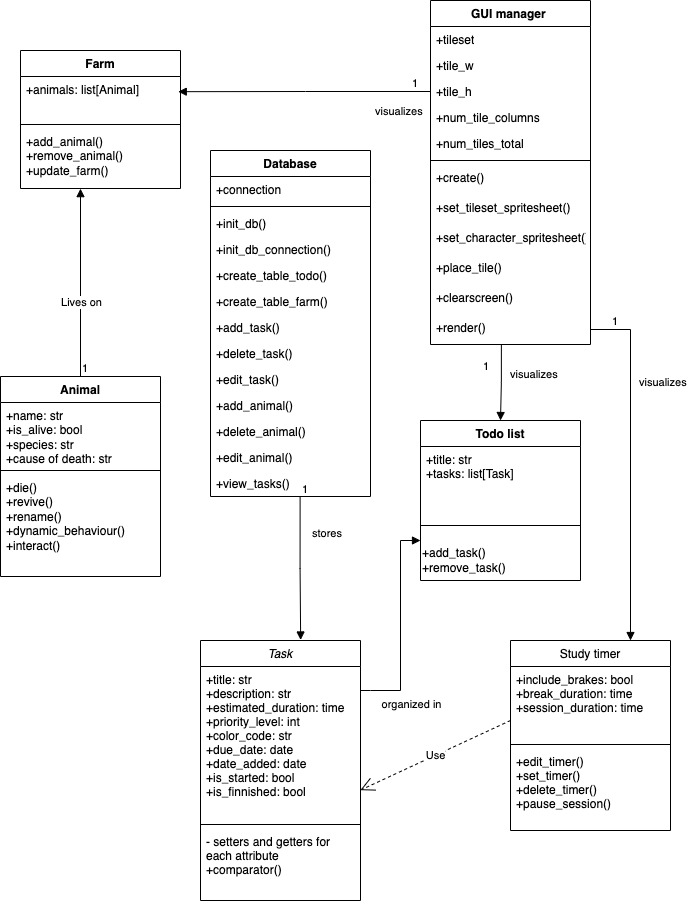 GUI manager
+tileset
+tile_w
+tile_h
+num_tile_columns
+num_tiles_total
+create()
+set_tileset_spritesheet()
+set_character_spritesheet(
+place_tile()
+clearscreen()
+render()
Farm
+animals: list[Animal]
+add_animal()
+remove_animal()
+update_farm()
1
visualizes
Database
+connection
+init_db()
+init_db_connection()
+create_table_todo()
+create_table_farm()
+add_task()
+delete_task()
+edit_task()
+add_animal()
+delete_animal()
+edit_animal()
+view_tasks()
1
stores
Lives on
1
Animal
+name: str
+is_alive: bool
+species: str
+cause of death: str
+die()
+revive()
+rename()
+dynamic_behaviour()
+interact()
1
visualizes
1
visualizes
Todo list
+title: str
+tasks: list[Task]
+add_task()
+remove_task()
Task
+title: str
+description: str
+estimated_duration: time
+priority_level: int
+color_code: str
+due_date: date
+date_added: date
+is_started: bool
+is_finnished: bool
- setters and getters for
each attribute
+comparator()
organized in
Use
Study timer
+include_brakes: bool
+break_duration: time
+session_duration: time
+edit_timer()
+set_timer()
+delete_timer()
+pause_session()